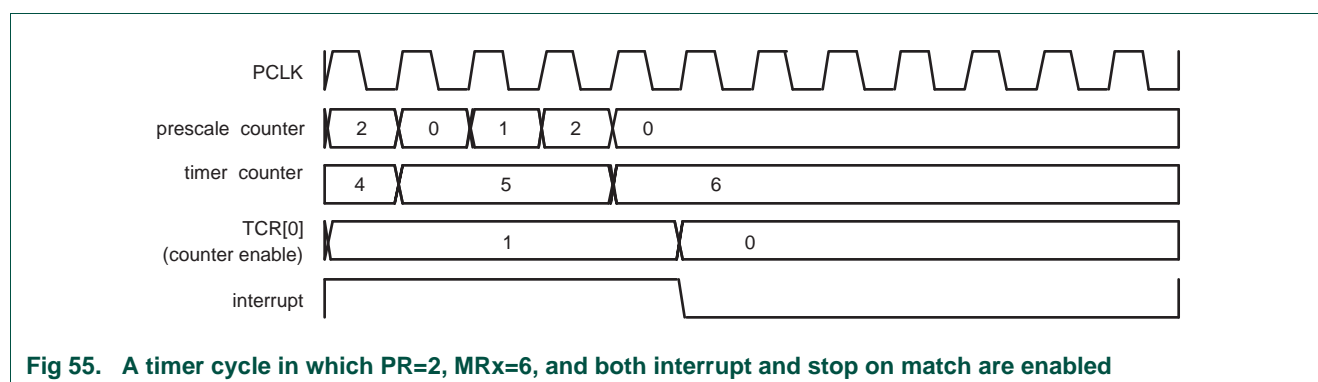 PCLK
prescale counter
2 0 1 2 0
timer counter
4 5 6
TCR[0]
(counter enable)
1 0
interrupt
Fig 55. A timer cycle in which PR=2, MRx=6, and both interrupt and stop on match are enabled